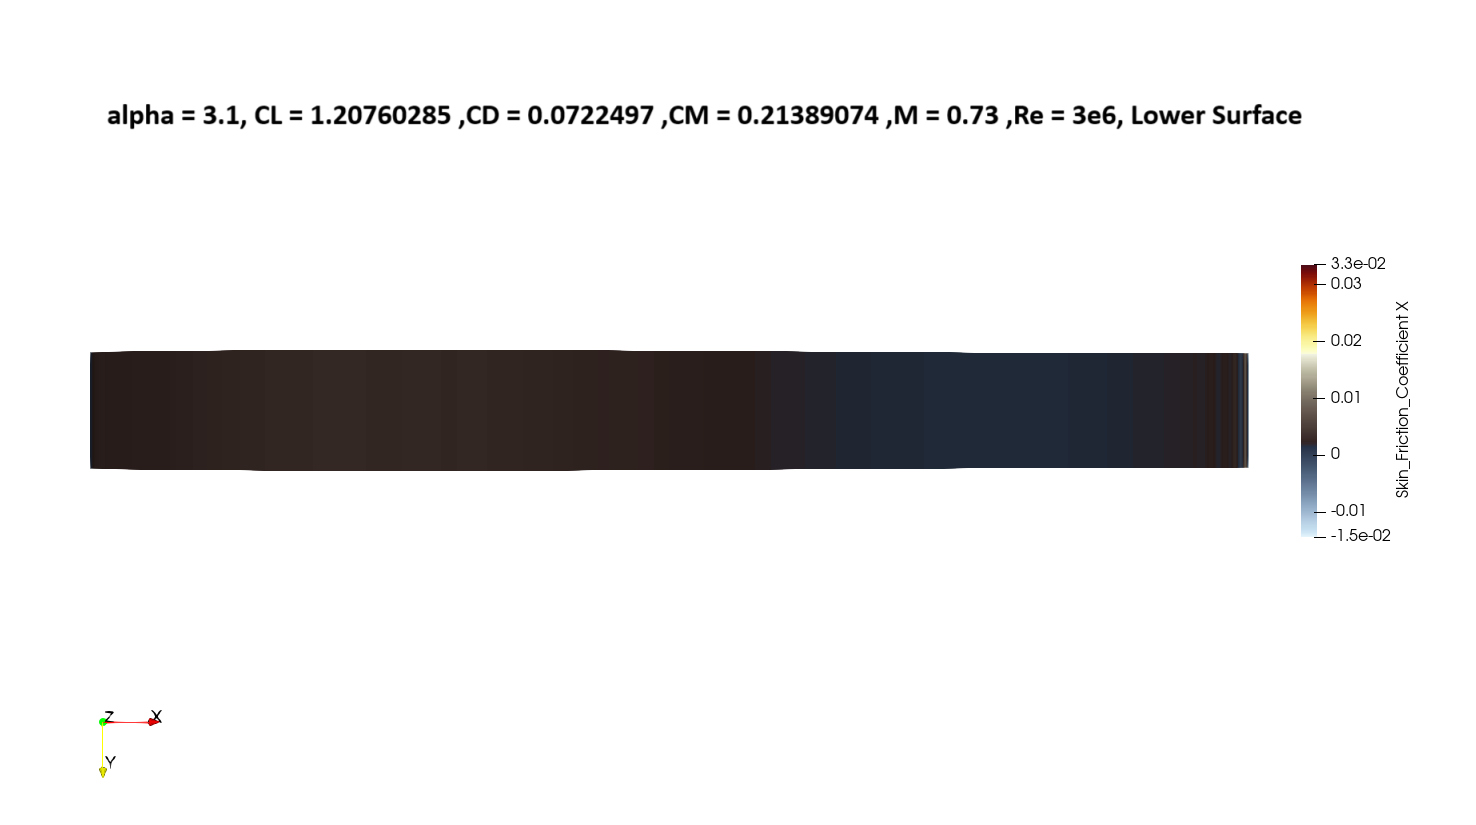 alpha = 3.1, CL = 1.20760285 ,CD = 0.0722497 ,CM = 0.21389074 ,M = 0.73 ,Re = 3e6, Lower Surface
3.3e-02
0.03
0.02
0.01
0
-0.01
-1.5e-02
Skin_Friction_Coefficient X
Z
X
Y